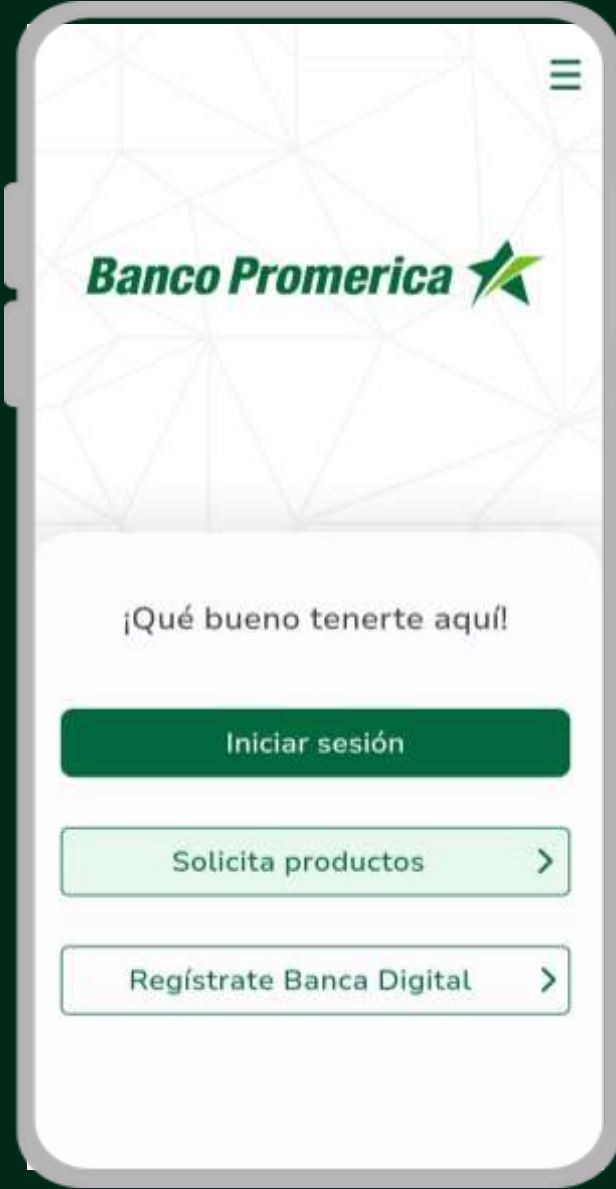 Banco Promerica
¡Qué bueno tenerte aquí!
Iniciar sesión
Solicita productos
Regístrate Banca Digital